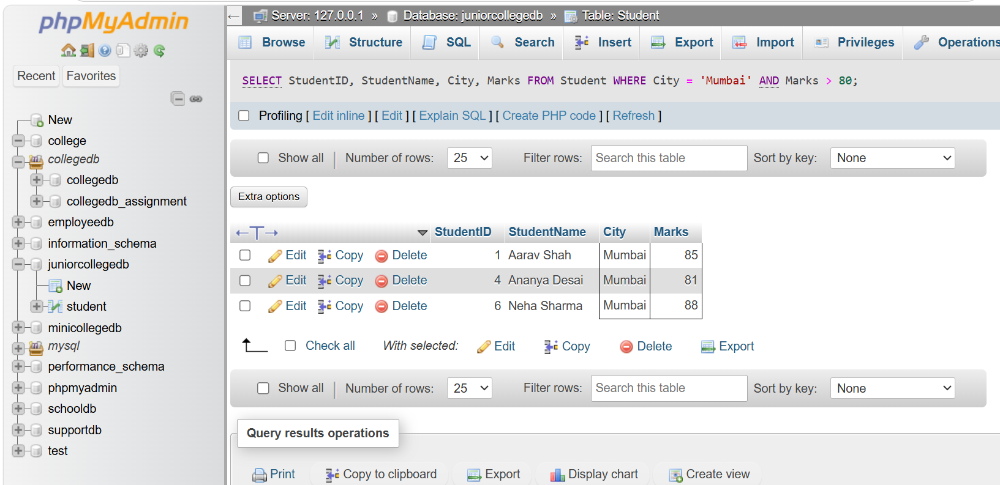 phpMyAdmin
Recent Favorites
New
college
collegedb
collegedb
collegedb_assignment
employeedb
information_schema
juniorcollegedb
New
student
minicollegedb
mysql
performance_schema
phpmyadmin
schooldb
supportdb
test
Server: 127.0.0.1 » Database: juniorcollegedb » Table: Student
Browse Structure SQL Search Insert Export Import Privileges Operations
SELECT StudentID, StudentName, City, Marks FROM Student WHERE City = 'Mumbai' AND Marks > 80;
Profiling [ Edit inline ] [ Edit ] [ Explain SQL ] [ Create PHP code ] [ Refresh ]
Show all Number of rows: 25 Filter rows: Search this table Sort by key: None
Extra options
StudentID StudentName City Marks
Edit Copy Delete 1 Aarav Shah Mumbai 85
Edit Copy Delete 4 Ananya Desai Mumbai 81
Edit Copy Delete 6 Neha Sharma Mumbai 88
Check all With selected: Edit Copy Delete Export
Show all Number of rows: 25 Filter rows: Search this table Sort by key: None
Query results operations
Print Copy to clipboard Export Display chart Create view